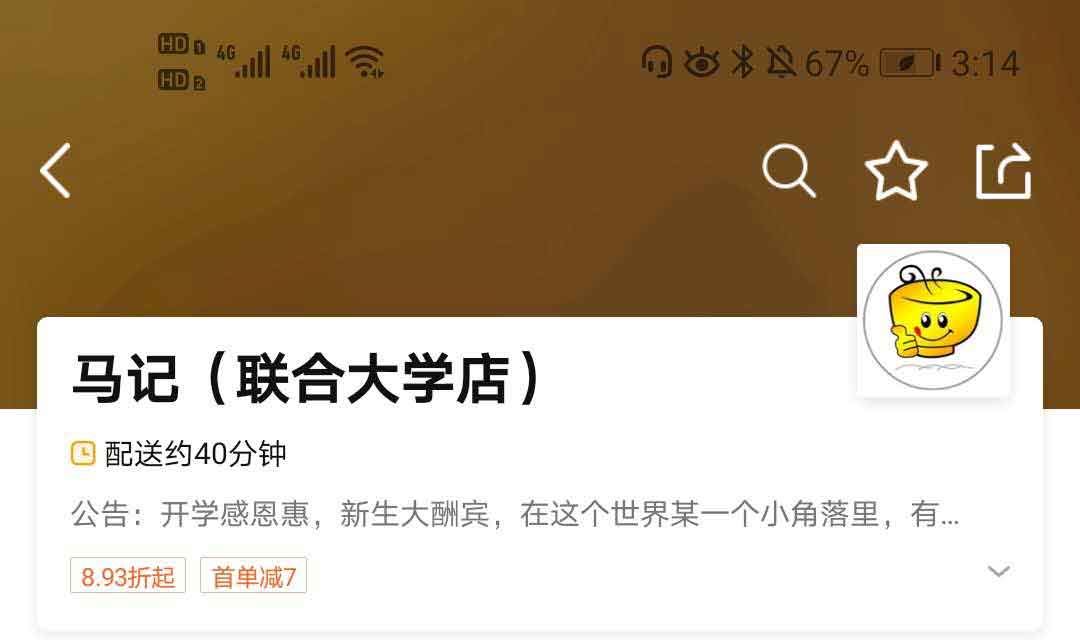 HD 1 4G 4G 67% 3:14
HD 2
马记（联合大学店）
配送约40分钟
公告：开学感恩惠，新生大酬宾，在这个世界某一个小角落里，有...
8.93折起 首单减7